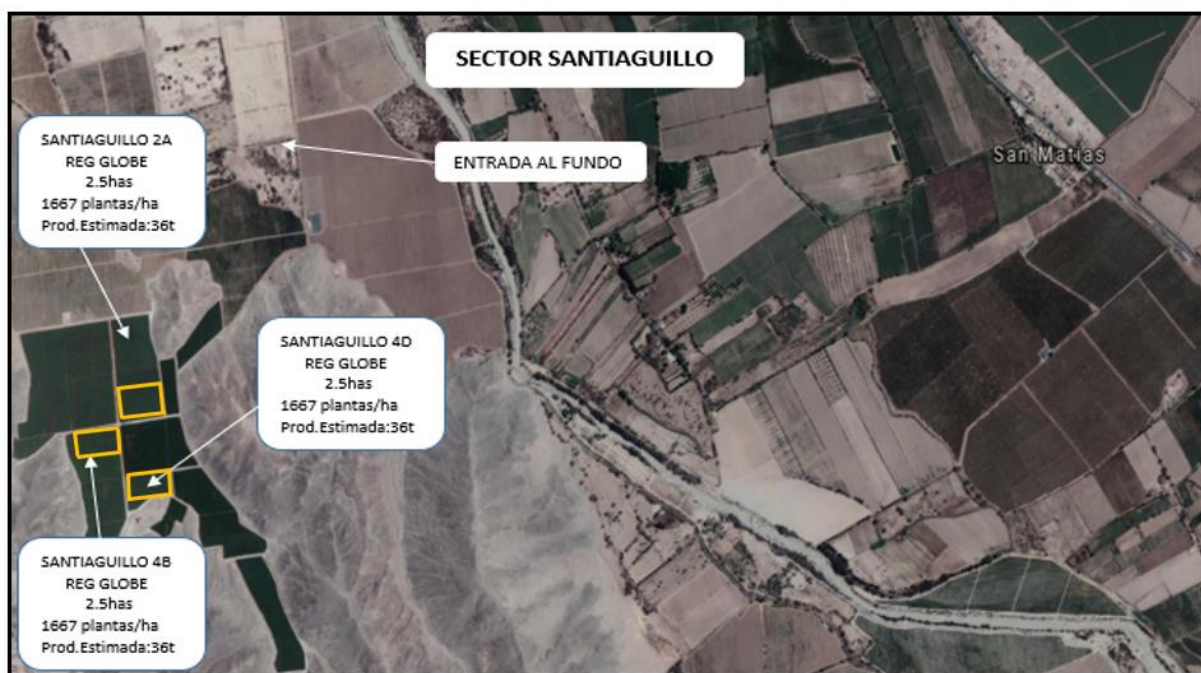 SECTOR SANTIAGUILLO
SANTIAGUILLO 2A
REG GLOBE
2.5has
1667 plantas/ha
Prod.Estimada:36t
ENTRADA AL FUNDO
San Matias
SANTIAGUILLO 4D
REG GLOBE
2.5has
1667 plantas/ha
Prod.Estimada:36t
SANTIAGUILLO 4B
REG GLOBE
2.5has
1667 plantas/ha
Prod.Estimada:36t